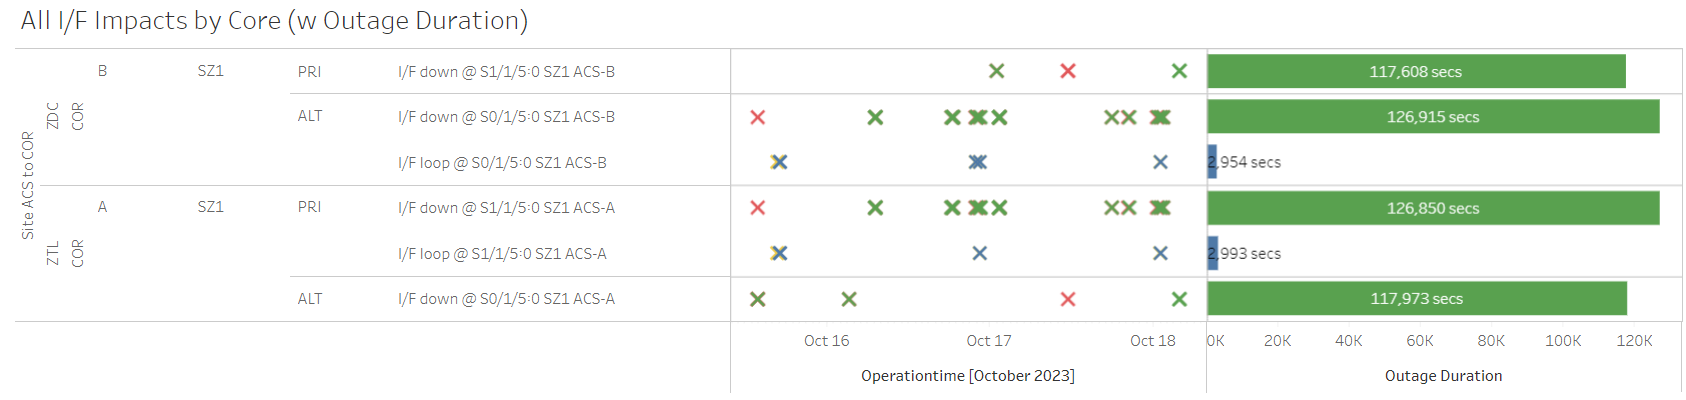 All I/F Impacts by Core (w Outage Duration)
Site ACS to COR
ZDC COR
B SZ1 PRI I/F down @ S1/1/5:0 SZ1 ACS-B 117,608 secs
ALT I/F down @ S0/1/5:0 SZ1 ACS-B 126,915 secs
I/F loop @ S0/1/5:0 SZ1 ACS-B 2,954 secs
ZTL COR
A SZ1 PRI I/F down @ S1/1/5:0 SZ1 ACS-A 126,850 secs
I/F loop @ S1/1/5:0 SZ1 ACS-A 2,993 secs
ALT I/F down @ S0/1/5:0 SZ1 ACS-A 117,973 secs
Oct 16 Oct 17 Oct 18 0K 20K 40K 60K 80K 100K 120K
Operationtime [October 2023] Outage Duration